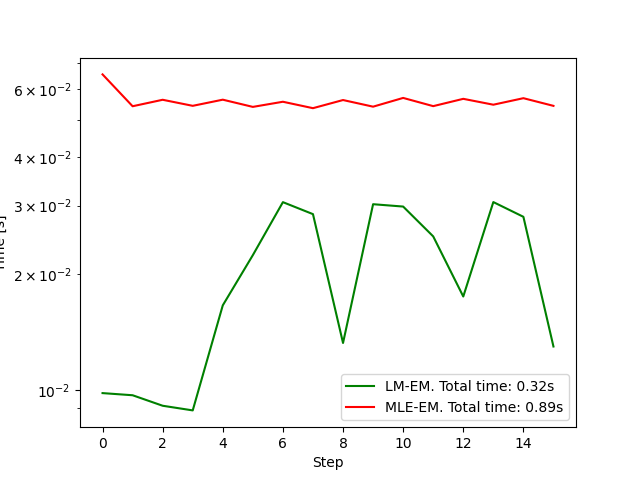 6 × 10⁻²
4 × 10⁻²
3 × 10⁻²
2 × 10⁻²
10⁻²
[s]
0 2 4 6 8 10 12 14
Step
LM-EM. Total time: 0.32s
MLE-EM. Total time: 0.89s